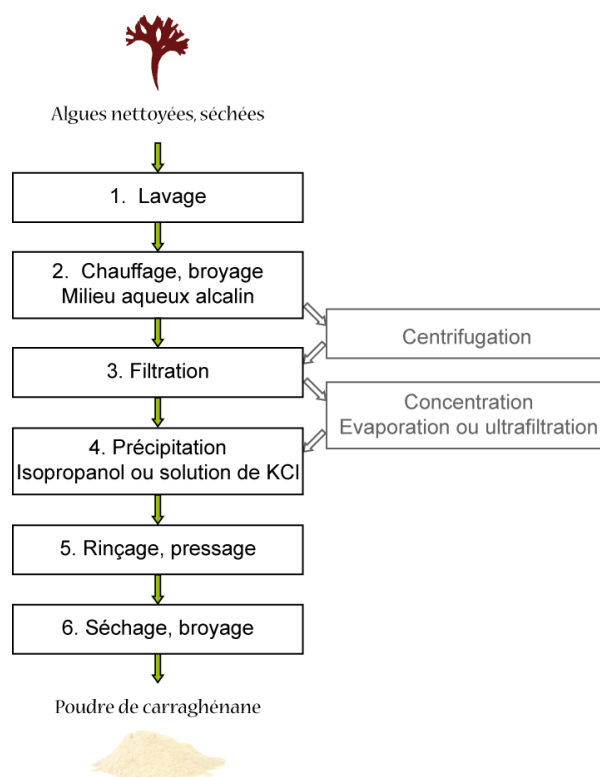 Algues nettoyées, séchées
1. Lavage
2. Chauffage, broyage
Milieu aqueux alcalin
Centrifugation
3. Filtration
Concentration
Evaporation ou ultrafiltration
4. Précipitation
Isopropanol ou solution de KCl
5. Rinçage, pressage
6. Séchage, broyage
Poudre de carraghénane